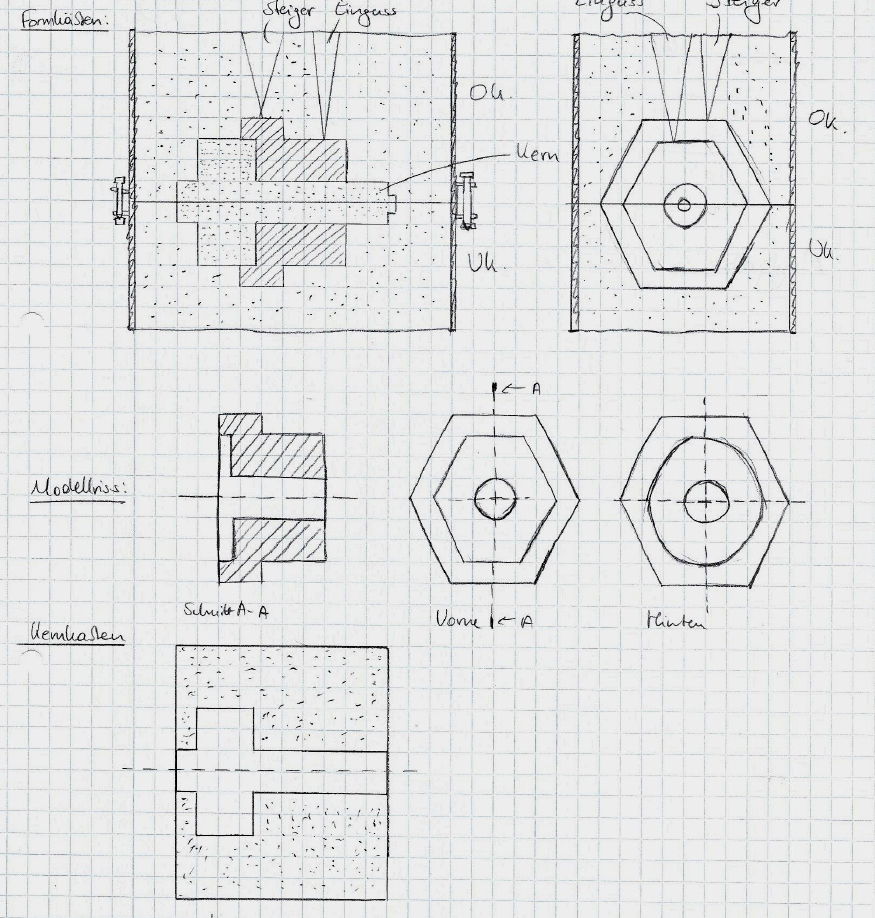 Formkästen:
Steiger Einguss
Einguss Steiger
OK.
OK.
Kern
UK.
UK.
← A
Modellriss:
Schnitt A-A
Vorne ← A
Hinten
Kernkasten